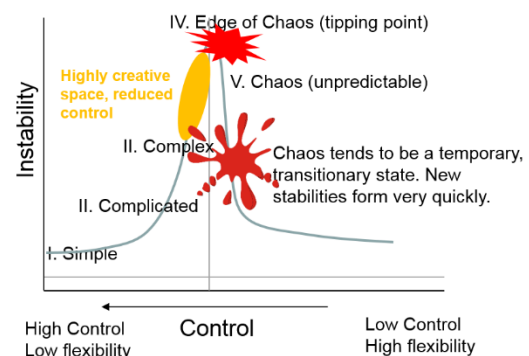 IV. Edge of Chaos (tipping point)
Highly creative
space, reduced
control
V. Chaos (unpredictable)
Instability
II. Complex
Chaos tends to be a temporary,
transitionary state. New
stabilities form very quickly.
II. Complicated
I. Simple
High Control
Low flexibility
Control
Low Control
High flexibility